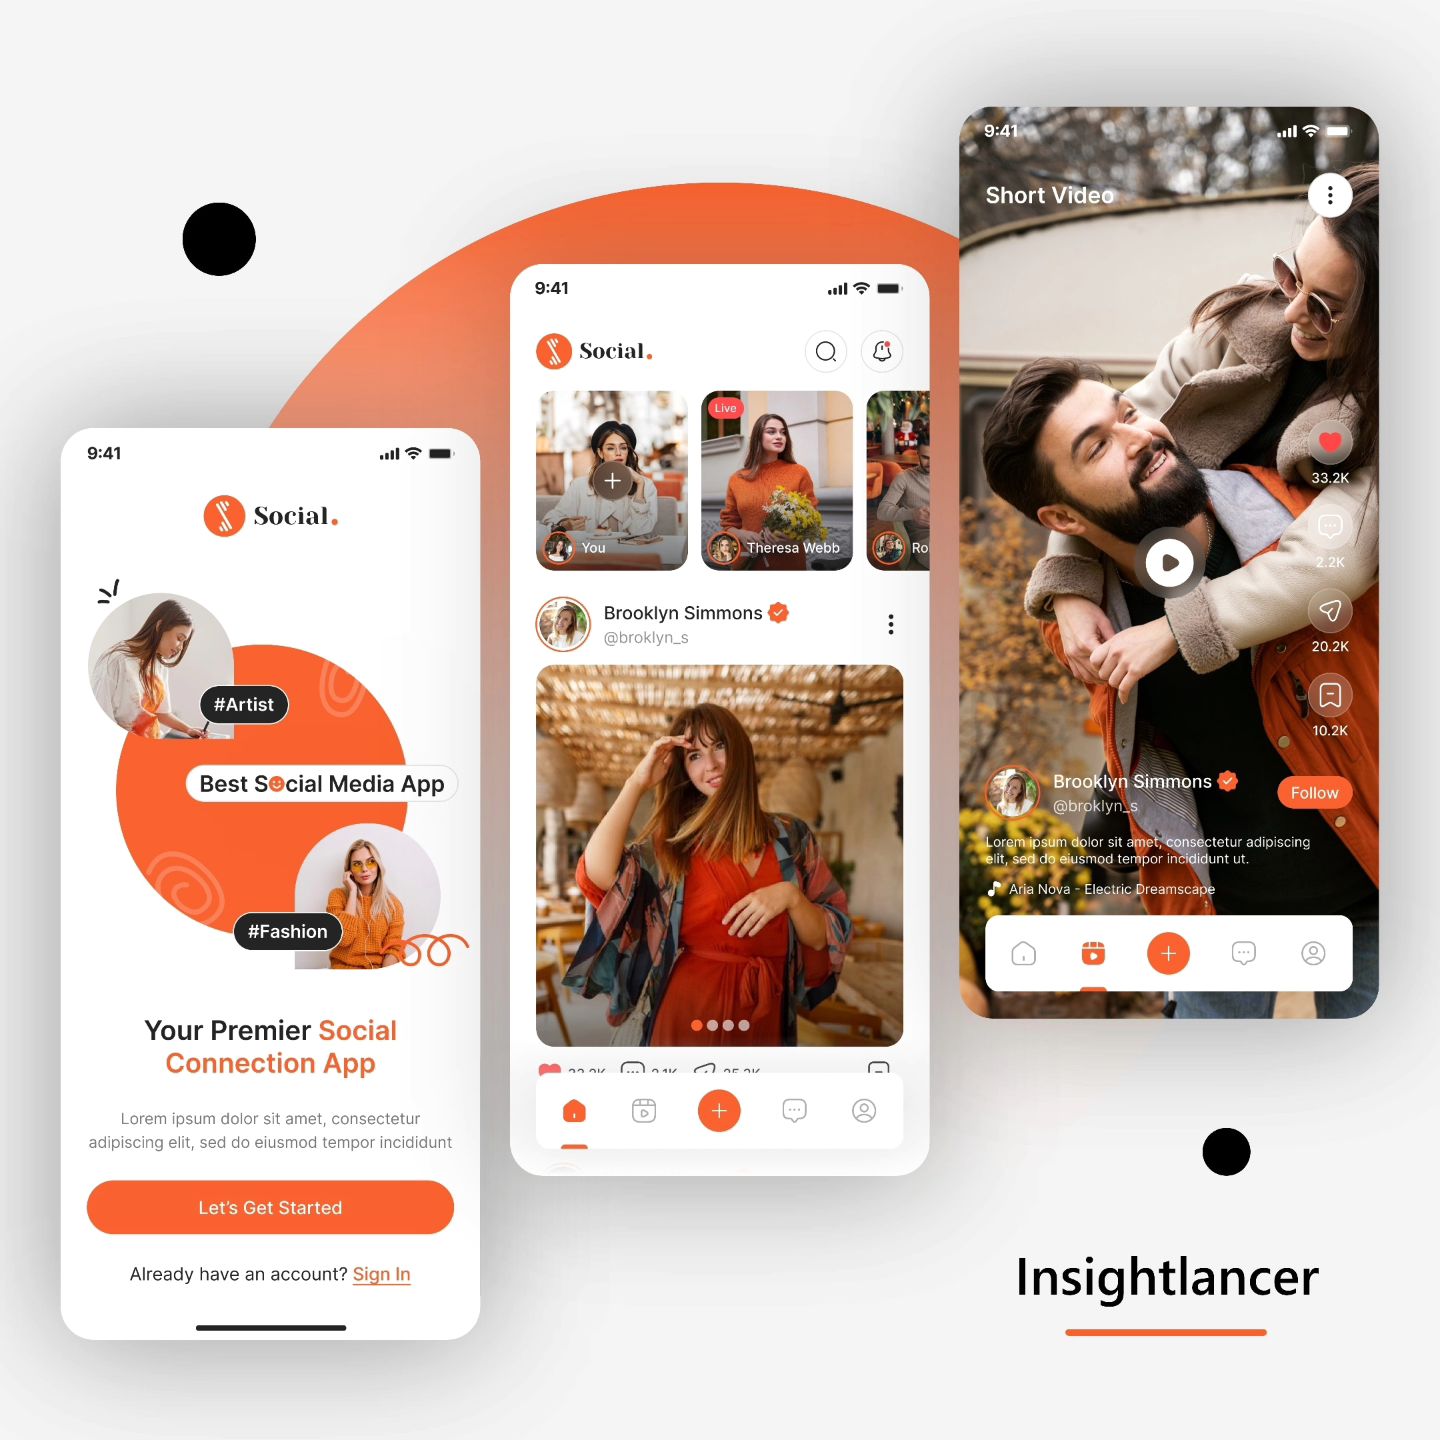 9:41
Social.
#Artist
Best Social Media App
#Fashion
Your Premier Social
Connection App
Lorem ipsum dolor sit amet, consectetur
adipiscing elit, sed do eiusmod tempor incididunt
Let's Get Started
Already have an account? Sign In
9:41
Social.
Live
You
Theresa Webb
Ro
Brooklyn Simmons
@broklyn_s
9:41
Short Video
33.2K
2.2K
20.2K
10.2K
Brooklyn Simmons
@broklyn_s
Follow
Lorem ipsum dolor sit amet, consectetur adipiscing
elit, sed do eiusmod tempor incididunt ut.
Aria Nova - Electric Dreamscape
Insightlancer